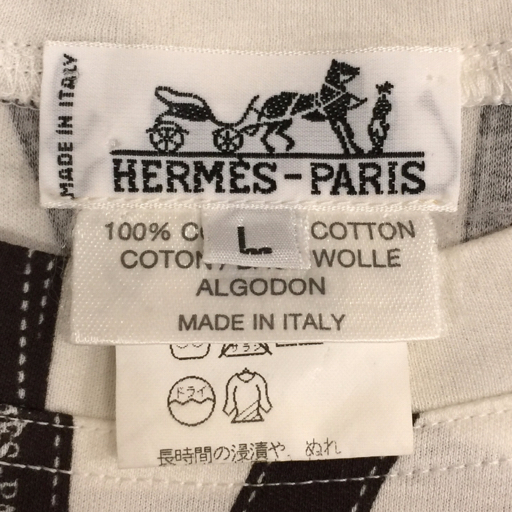 MADE IN ITALY
HERMÈS-PARIS
L
100% COTTON
COTON/ WOLLE
ALGODON
MADE IN ITALY
ドライ
長時間の浸漬や、ぬれ